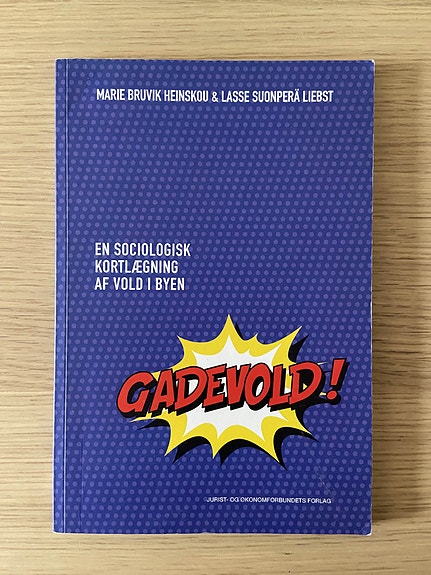 MARIE BRUVIK HEINSKOU & LASSE SUONPERÄ LIEBST
EN SOCIOLOGISK
KORTLÆGNING
AF VOLD I BYEN
GADEVOLD!
JURIST- OG ØKONOMFORBUNDETS FORLAG